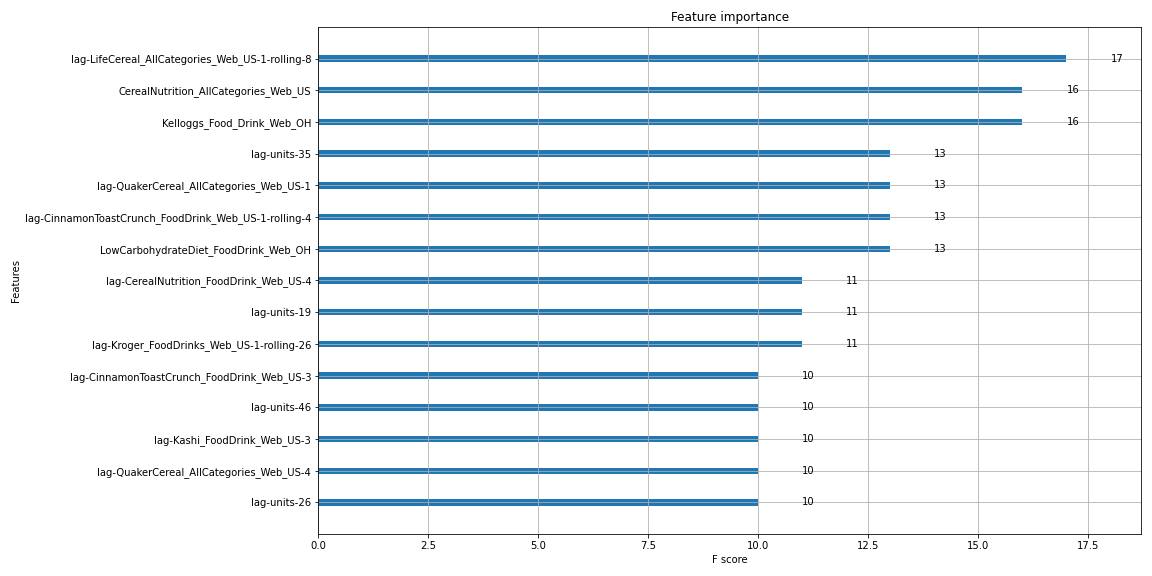 Feature importance
Features
lag-LifeCereal_AllCategories_Web_US-1-rolling-8 17
CerealNutrition_AllCategories_Web_US 16
Kelloggs_Food_Drink_Web_OH 16
lag-units-35 13
lag-QuakerCereal_AllCategories_Web_US-1 13
lag-CinnamonToastCrunch_FoodDrink_Web_US-1-rolling-4 13
LowCarbohydrateDiet_FoodDrink_Web_OH 13
lag-CerealNutrition_FoodDrink_Web_US-4 11
lag-units-19 11
lag-Kroger_FoodDrinks_Web_US-1-rolling-26 11
lag-CinnamonToastCrunch_FoodDrink_Web_US-3 10
lag-units-46 10
lag-Kashi_FoodDrink_Web_US-3 10
lag-QuakerCereal_AllCategories_Web_US-4 10
lag-units-26 10
0.0 2.5 5.0 7.5 10.0 12.5 15.0 17.5
F score